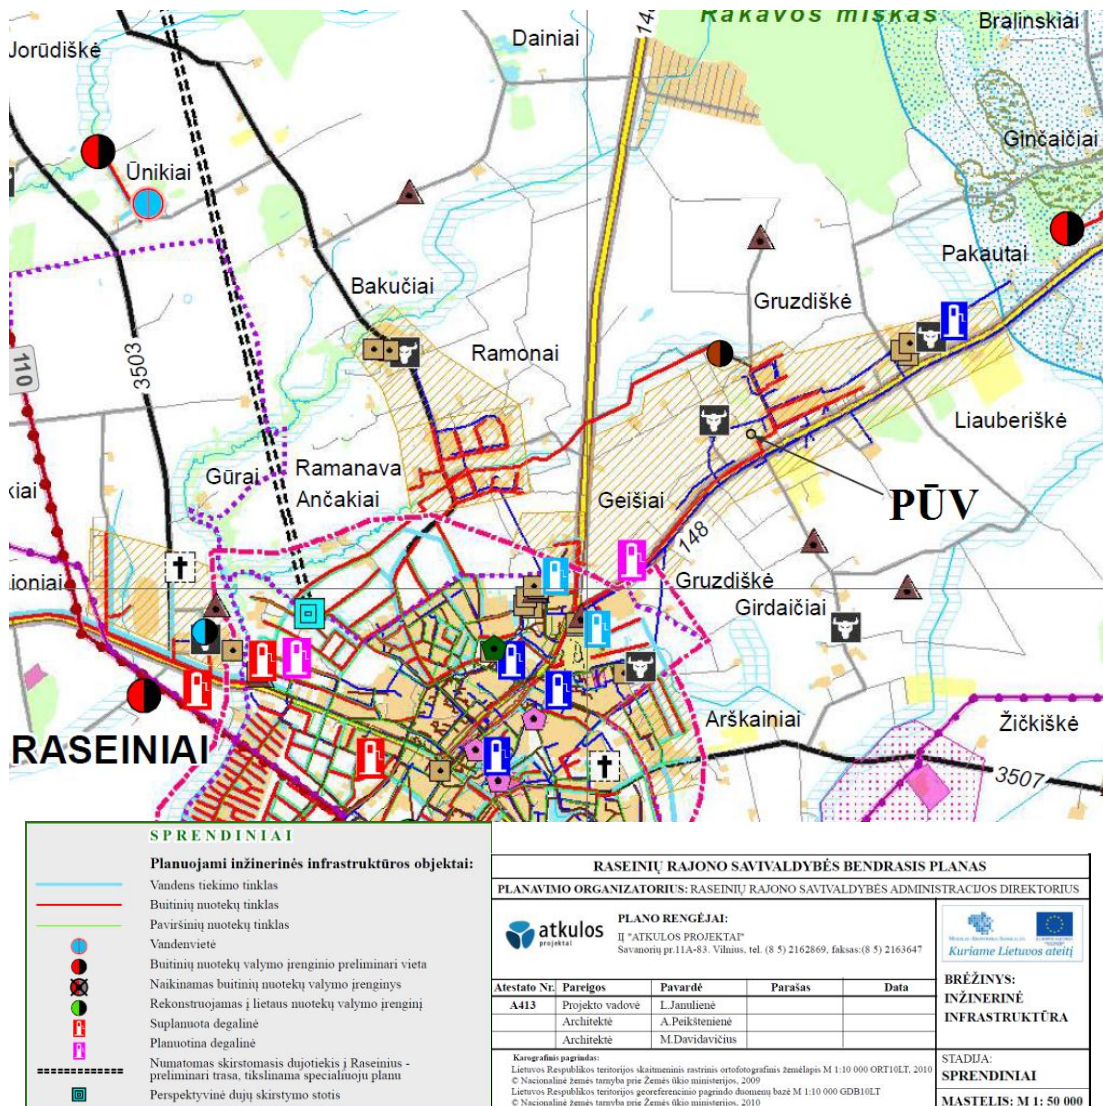 Rakavos miškas
Bralinskiai
Jorūdiškė
Dainiai
Ginčaičiai
Ūnikiai
Pakautai
Bakučiai
Gruzdiškė
110
3503
Ramonai
Liauberiškė
Gūrai
Ramanava
Ančakiai
Geišiai
PŪV
148
Gruzdiškė
Girdaičiai
Arškainiai
Žičkiškė
RASEINIAI
3507
SPRENDINIAI
Planuojami inžinerinės infrastruktūros objektai:
Vandens tiekimo tinklas
Buitinių nuotekų tinklas
Paviršinių nuotekų tinklas
Vandenvietė
Buitinių nuotekų valymo įrenginio preliminari vieta
Naikinamas buitinių nuotekų valymo įrenginys
Rekonstruojamas į lietaus nuotekų valymo įrenginį
Suplanuota degalinė
Planuotina degalinė
Numatomas skirstomasis dujotiekis į Raseinius -
preliminari trasa, tikslinama specialiuoju planu
Perspektyvinė dujų skirstymo stotis
RASEINIŲ RAJONO SAVIVALDYBĖS BENDRASIS PLANAS
PLANAVIMO ORGANIZATORIUS: RASEINIŲ RAJONO SAVIVALDYBĖS ADMINISTRACIJOS DIREKTORIUS
atkulos
projektai
PLANO RENGĖJAI:
IĮ "ATKULOS PROJEKTAI"
Savanorių pr.11A-83. Vilnius, tel. (8 5) 2162869, faksas:(8 5) 2163647
Kuriame Lietuvos ateitį
Atestato Nr. Pareigos Pavardė Parašas Data
A413 Projekto vadovė L.Janulienė
Architektė A.Peikštenienė
Architektė M.Davidavičius
BRĖŽINYS:
INŽINERINĖ
INFRASTRUKTŪRA
Karografinis pagrindas:
Lietuvos Respublikos teritorijos skaitmeninis rastrinis ortofotografinis žemėlapis M 1:10 000 ORT10LT, 2010
© Nacionalinė žemės tarnyba prie Žemės ūkio ministerijos, 2009
Lietuvos Respublikos teritorijos georeferencinio pagrindo duomenų bazė M 1:10 000 GDB10LT
© Nacionalinė žemės tarnyba prie Žemės ūkio ministerijos, 2010
STADIJA:
SPRENDINIAI
MASTELIS: M 1: 50 000